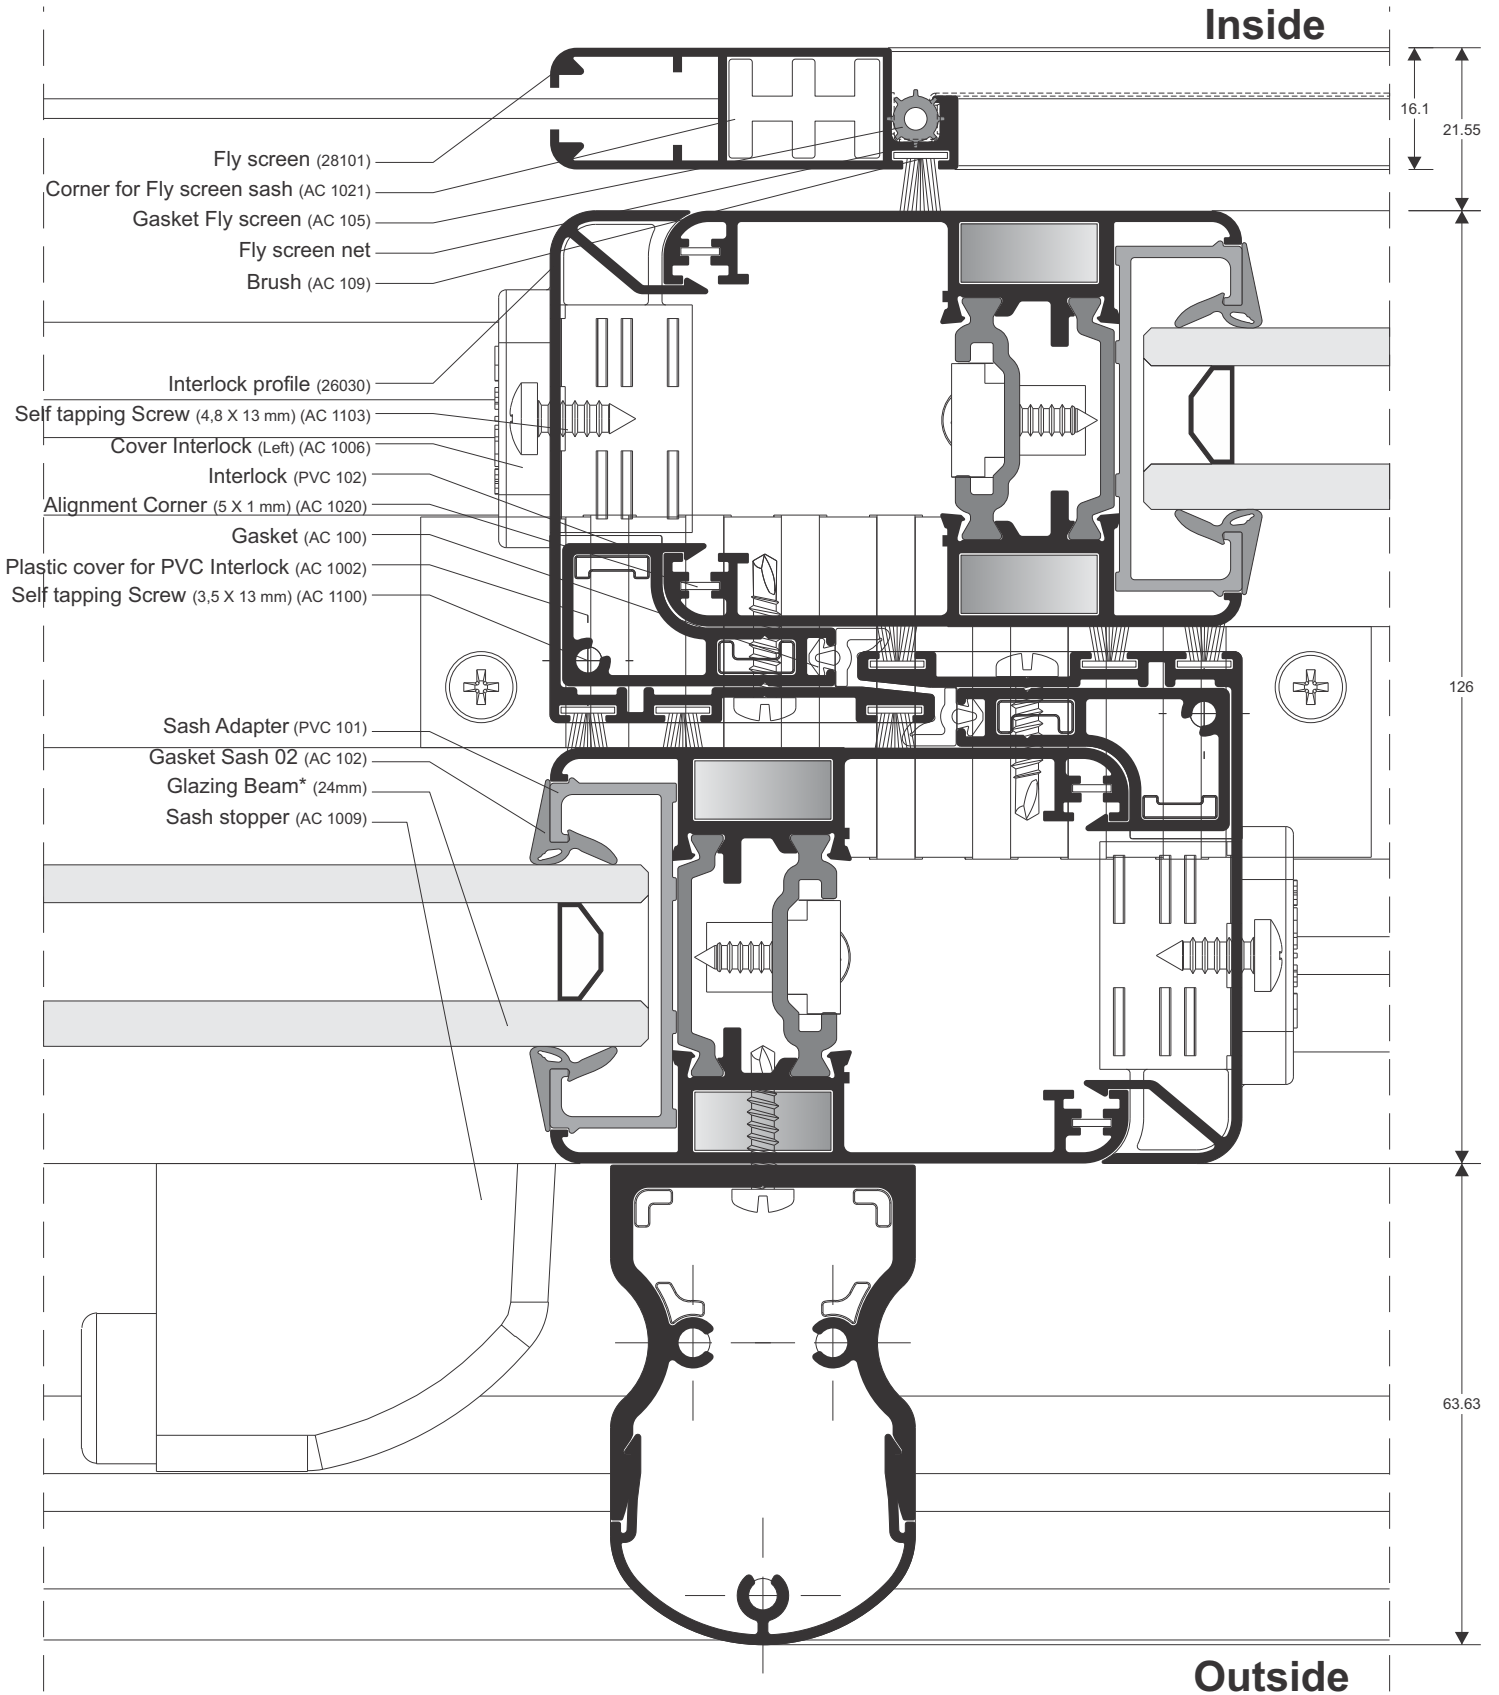 Inside
16.1
21.55
Fly screen (28101)
Corner for Fly screen sash (AC 1021)
Gasket Fly screen (AC 105)
Fly screen net
Brush (AC 109)
Interlock profile (26030)
Self tapping Screw (4,8 X 13 mm) (AC 1103)
Cover Interlock (Left) (AC 1006)
Interlock (PVC 102)
Alignment Corner (5 X 1 mm) (AC 1020)
Gasket (AC 100)
Plastic cover for PVC Interlock (AC 1002)
Self tapping Screw (3,5 X 13 mm) (AC 1100)
126
Sash Adapter (PVC 101)
Gasket Sash 02 (AC 102)
Glazing Beam* (24mm)
Sash stopper (AC 1009)
63.63
Outside